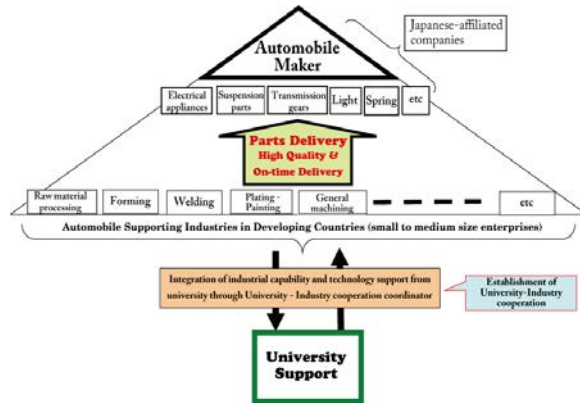 Automobile
Maker
Japanese-affiliated
companies
Electrical
appliances
Suspension
parts
Transmission
gears
Light
Spring
etc
Parts Delivery
High Quality &
On-time Delivery
Raw material
processing
Forming
Welding
Plating -
Painting
General
machining
etc
Automobile Supporting Industries in Developing Countries (small to medium size enterprises)
Integration of industrial capability and technology support from
university through University - Industry cooperation coordinator
Establishment of
University-Industry
cooperation
University
Support